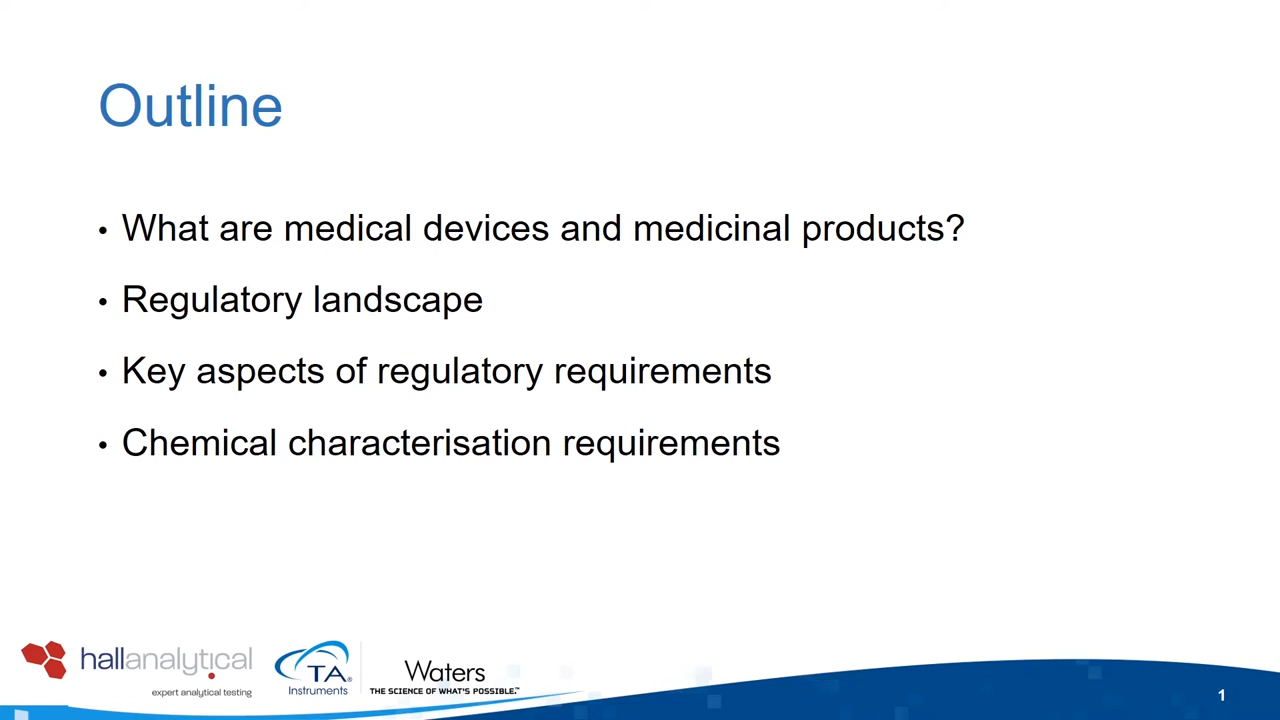 Outline
• What are medical devices and medicinal products?
• Regulatory landscape
• Key aspects of regulatory requirements
• Chemical characterisation requirements
hallanalytical
expert analytical testing
TA®
Instruments
Waters
THE SCIENCE OF WHAT'S POSSIBLE.™
1